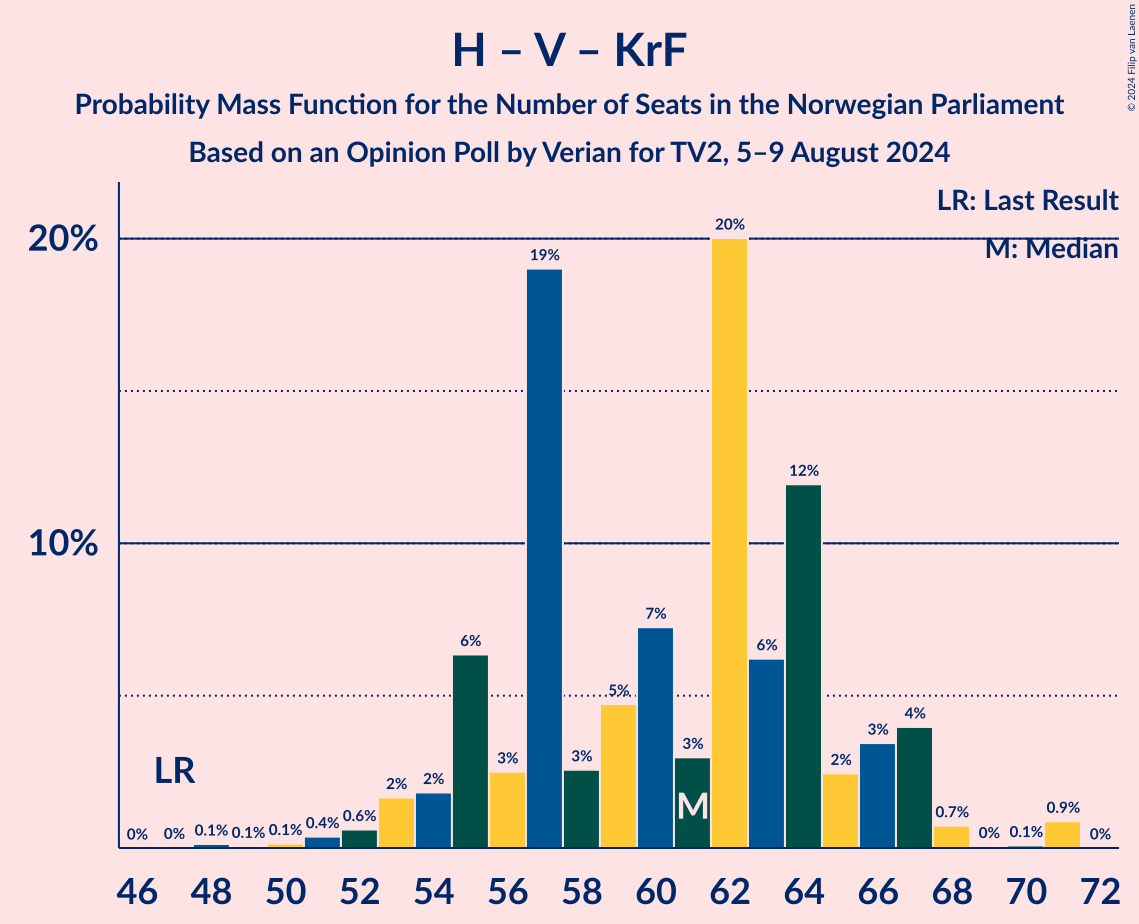 H – V – KrF
Probability Mass Function for the Number of Seats in the Norwegian Parliament
Based on an Opinion Poll by Verian for TV2, 5–9 August 2024
© 2024 Filip van Laenen
LR: Last Result
M: Median
20%
10%
LR
M
0% 0% 0.1% 0.1% 0.1% 0.4% 0.6% 2% 2% 6% 3% 19% 3% 5% 7% 3% 20% 6% 12% 2% 3% 4% 0.7% 0% 0.1% 0.9% 0%
46 48 50 52 54 56 58 60 62 64 66 68 70 72